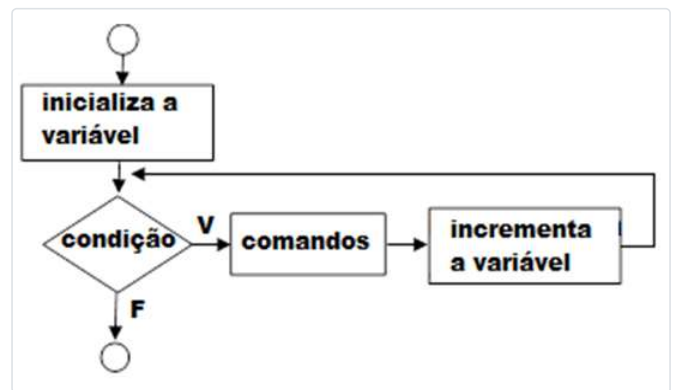 inicializa a
variável
condição
V
comandos
incrementa
a variável
F